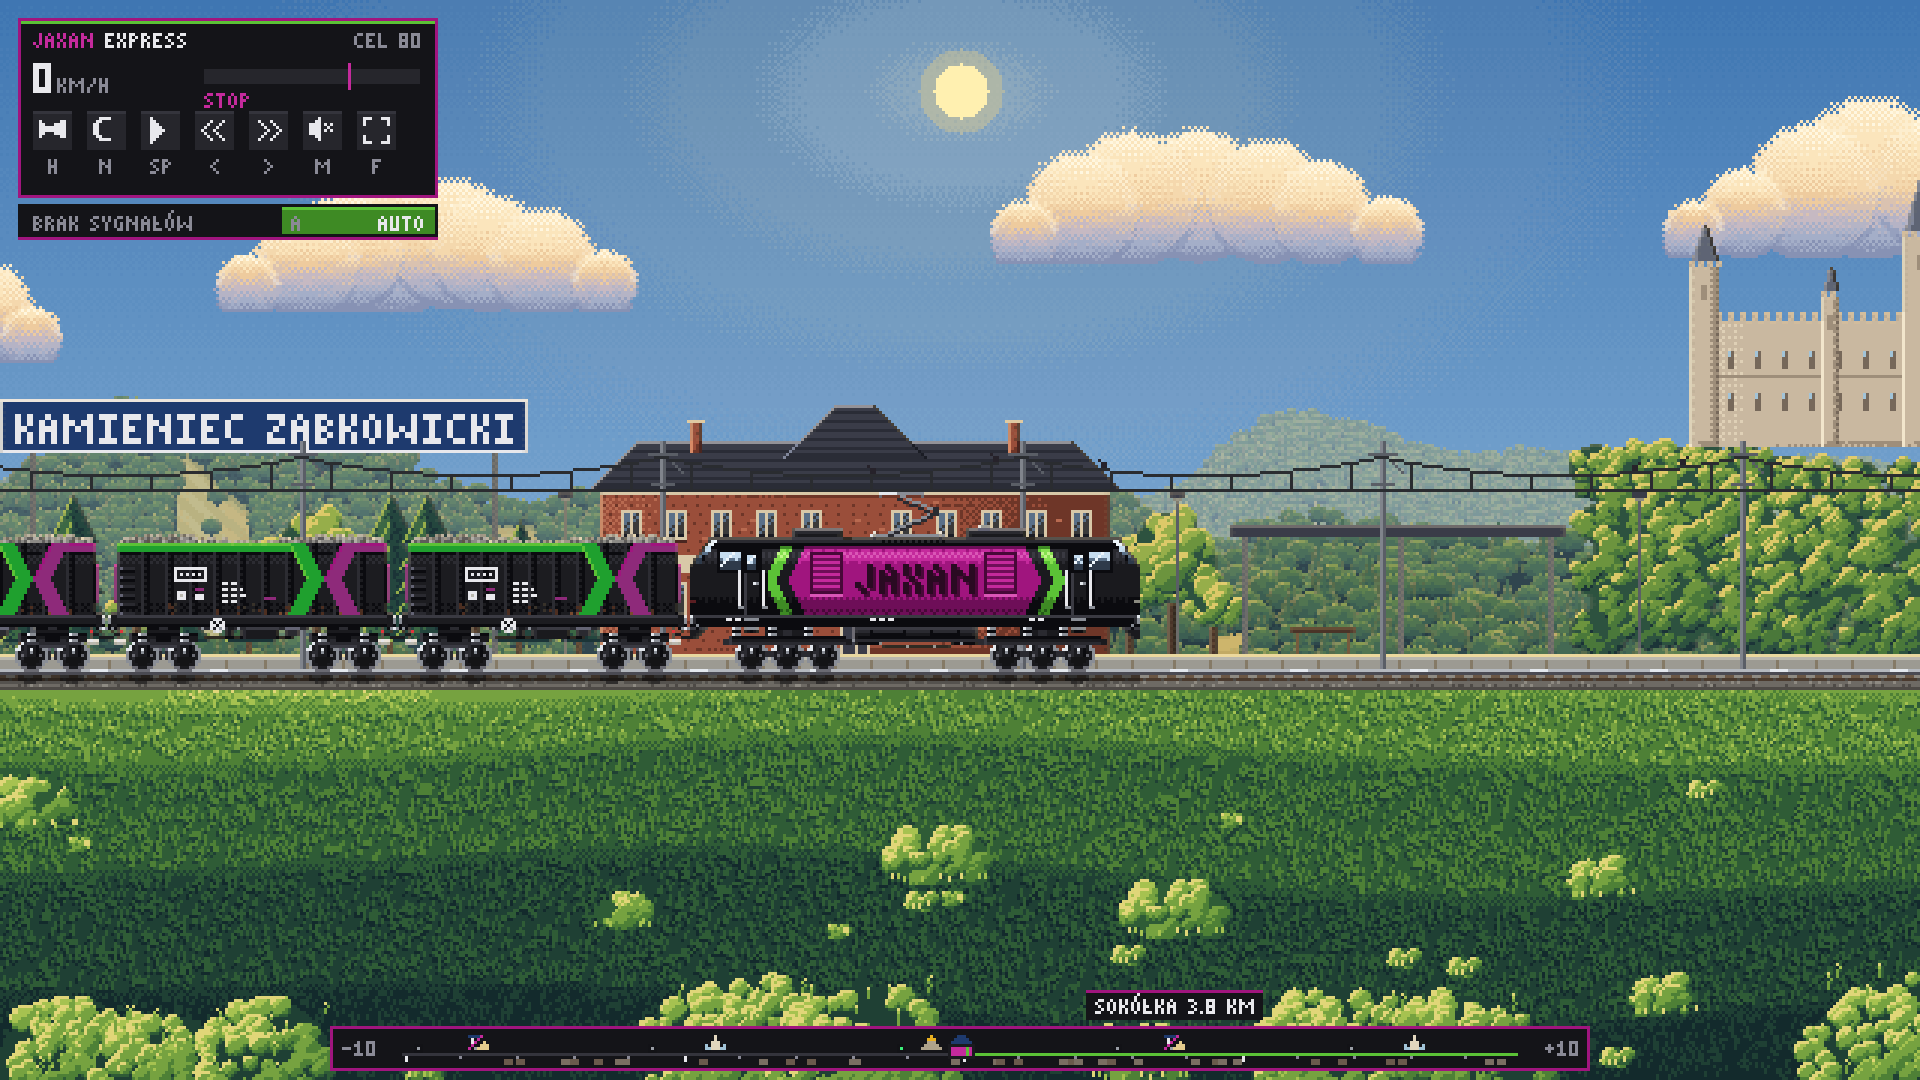 JAXAN EXPRESS CEL 80
0 KM/H
STOP
H N SP < > M F
BRAK SYGNAŁÓW A AUTO
KAMIENIEC ZĄBKOWICKI
JAXAN
SOKÓŁKA 3.8 KM
-10 +10